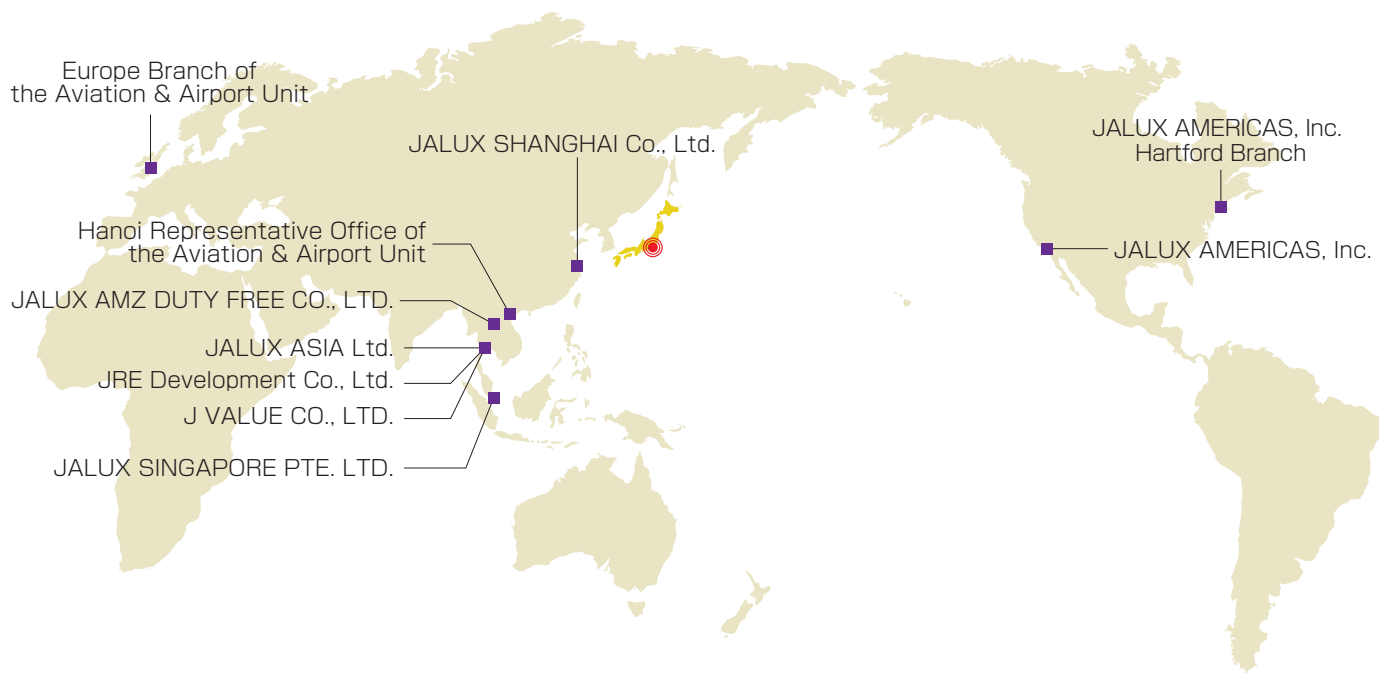 Europe Branch of
the Aviation & Airport Unit
JALUX SHANGHAI Co., Ltd.
Hanoi Representative Office of
the Aviation & Airport Unit
JALUX AMZ DUTY FREE CO., LTD.
JALUX ASIA Ltd.
JRE Development Co., Ltd.
J VALUE CO., LTD.
JALUX SINGAPORE PTE. LTD.
JALUX AMERICAS, Inc.
Hartford Branch
JALUX AMERICAS, Inc.